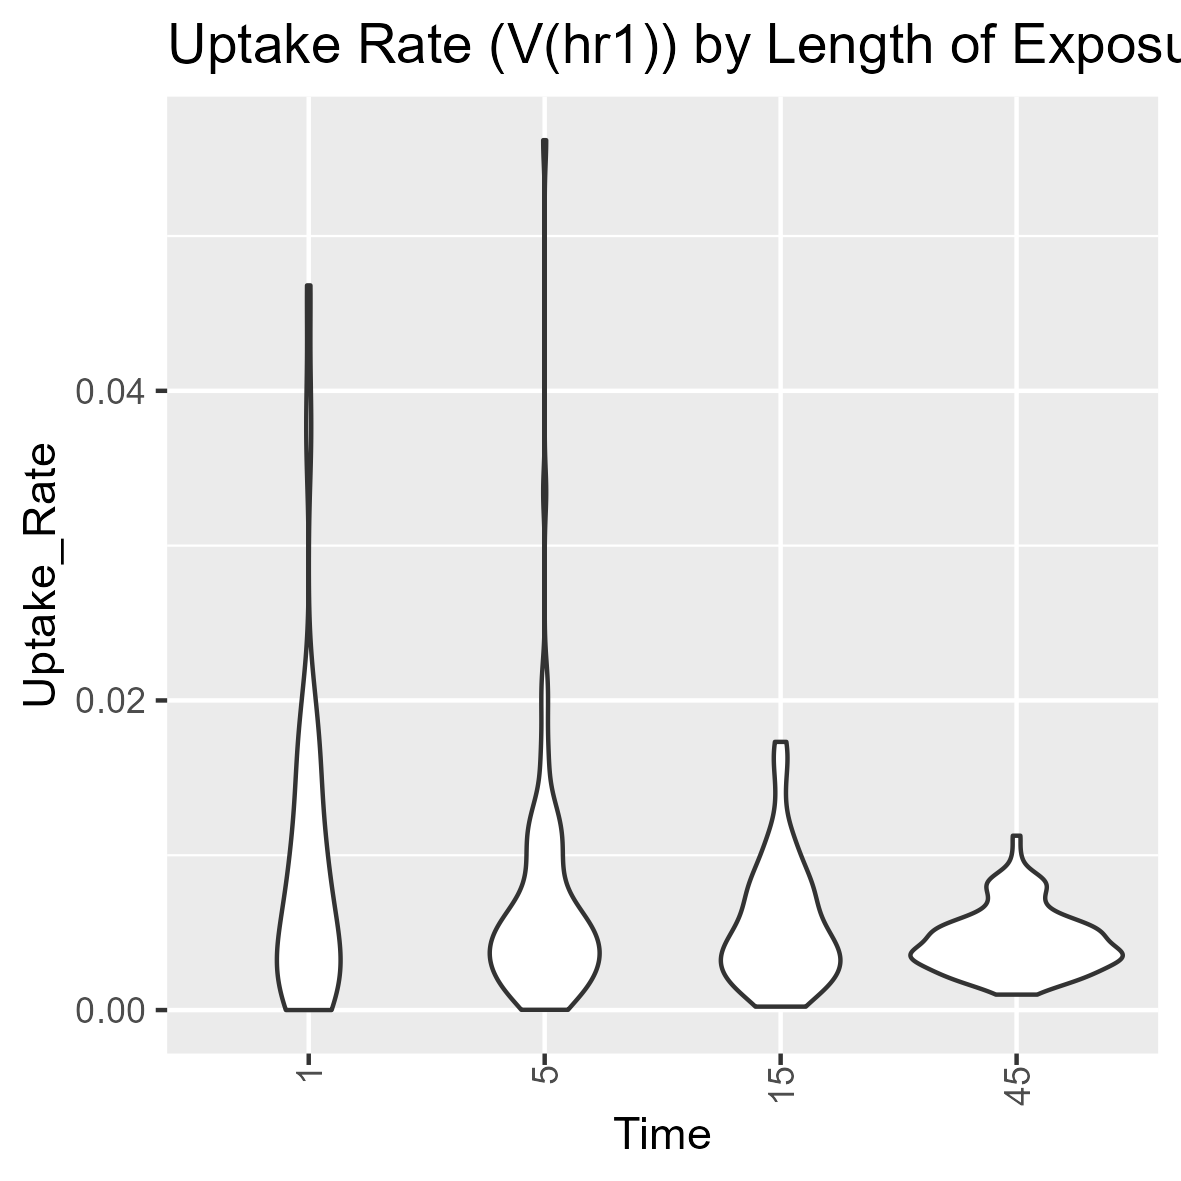 Uptake Rate (V(hr1)) by Length of Exposu
Uptake_Rate
0.04
0.02
0.00
1
5
15
45
Time